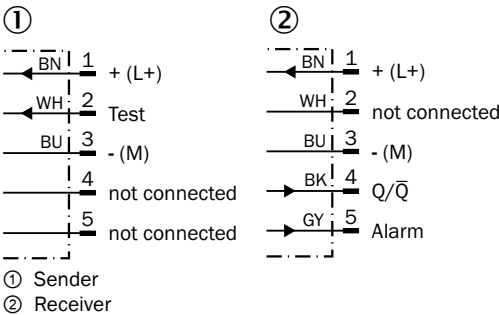 ①
BN 1 + (L+)
WH 2 Test
BU 3 - (M)
4 not connected
5 not connected
②
BN 1 + (L+)
WH 2 not connected
BU 3 - (M)
BK 4 Q/Q̅
GY 5 Alarm
① Sender
② Receiver